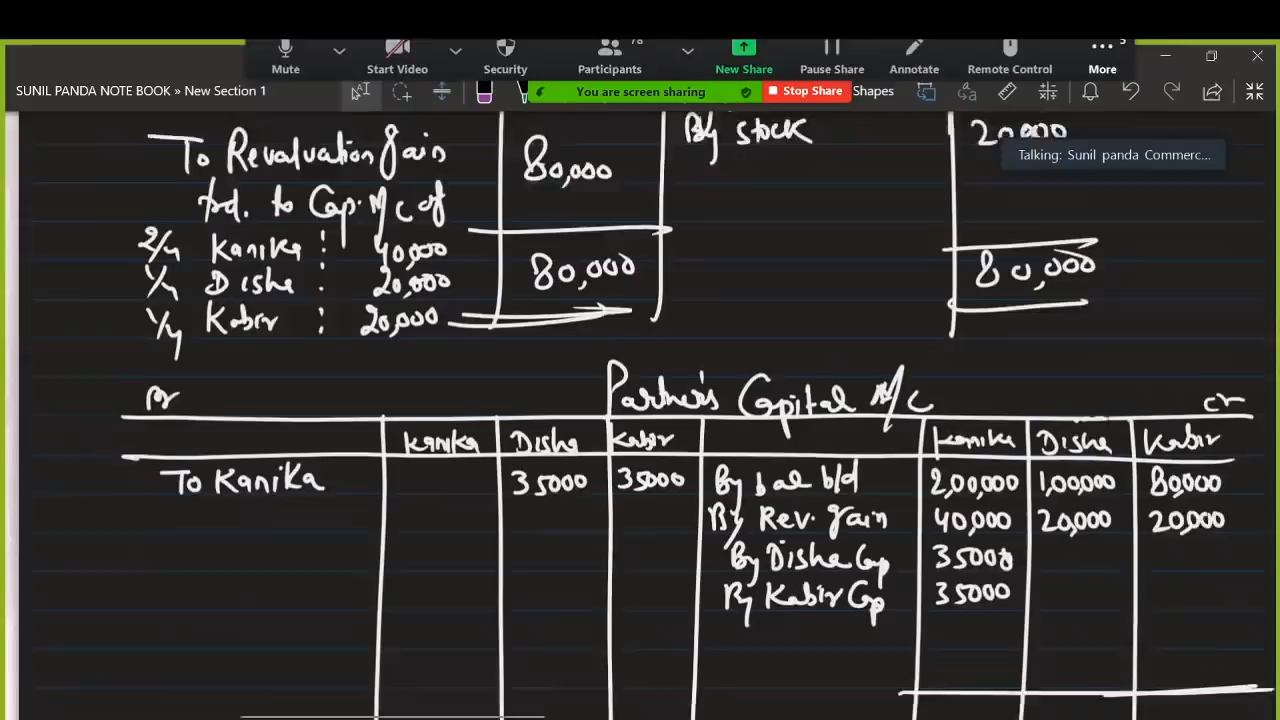 78
3
Mute Start Video Security Participants New Share Pause Share Annotate Remote Control More
SUNIL PANDA NOTE BOOK » New Section 1
You are screen sharing Stop Share Shapes
By stock 20,000
Talking: Sunil panda Commerc...
To Revaluation gain 80,000
trd. to Cap. A/c of
2/4 Kanika : 40,000
1/4 Disha : 20,000 80,000 80,000
1/4 Kabir : 20,000
Dr Partner's Capital A/c Cr
Kanika Disha Kabir Kanika Disha Kabir
To Kanika 35000 35000 By bal b/d 2,00,000 1,00,000 80,000
By Rev. gain 40,000 20,000 20,000
By Disha Cap 35000
By Kabir Cap 35000